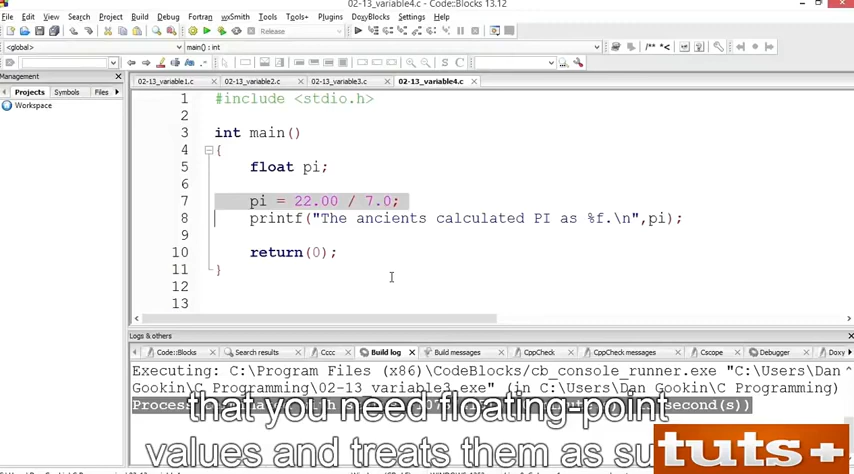 02-13_variable4.c - Code::Blocks 13.12
File Edit View Search Project Build Debug Fortran wxSmith Tools Tools+ Plugins DoxyBlocks Settings Help
Release
<global> main() : int
/** *<
S C
Management
Projects Symbols Files
Workspace
02-13_variable1.c 02-13_variable2.c 02-13_variable3.c 02-13_variable4.c
1 #include <stdio.h>
2
3 int main()
4 {
5 float pi;
6
7 pi = 22.00 / 7.0;
8 printf("The ancients calculated PI as %f.\n",pi);
9
10 return(0);
11 }
12
13
Logs & others
Code::Blocks Search results Cccc Build log Build messages CppCheck CppCheck messages Cscope Debugger Doxy
Executing: C:\Program Files (x86)\CodeBlocks/cb_console_runner.exe "C:\Users\Dan
Gookin\C Programming\02-13_variable3.exe" (in C:\Users\Dan Gookin\C Programming)
that you need floating-point
values and treats them as
tuts+